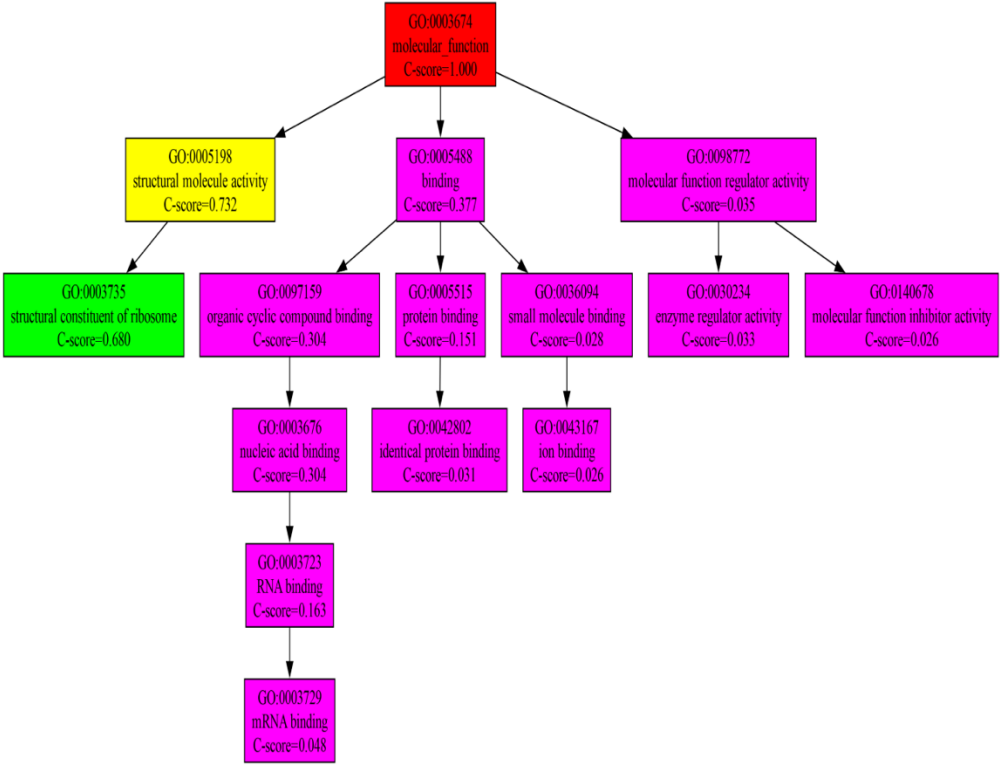 GO:0003674
molecular_function
C-score=1.000
GO:0005198
structural molecule activity
C-score=0.732
GO:0005488
binding
C-score=0.377
GO:0098772
molecular function regulator activity
C-score=0.035
GO:0003735
structural constituent of ribosome
C-score=0.680
GO:0097159
organic cyclic compound binding
C-score=0.304
GO:0005515
protein binding
C-score=0.151
GO:0036094
small molecule binding
C-score=0.028
GO:0030234
enzyme regulator activity
C-score=0.033
GO:0140678
molecular function inhibitor activity
C-score=0.026
GO:0003676
nucleic acid binding
C-score=0.304
GO:0042802
identical protein binding
C-score=0.031
GO:0043167
ion binding
C-score=0.026
GO:0003723
RNA binding
C-score=0.163
GO:0003729
mRNA binding
C-score=0.048